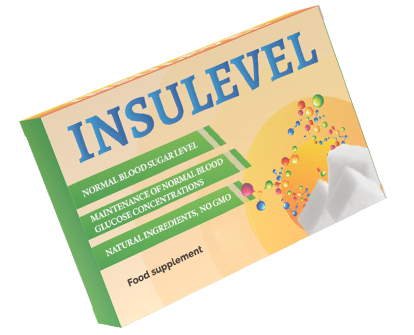 INSULEVEL
NORMAL BLOOD SUGAR LEVEL
MAINTENANCE OF NORMAL BLOOD
GLUCOSE CONCENTRATIONS
NATURAL INGREDIENTS, NO GMO
Food supplement